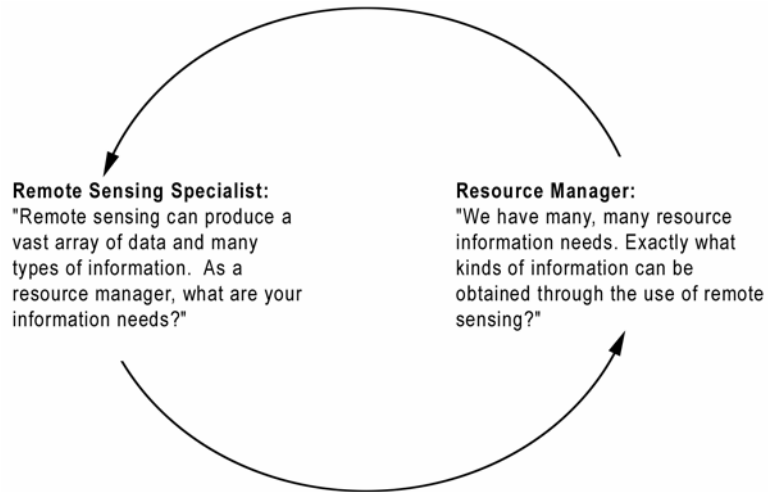 Remote Sensing Specialist:
"Remote sensing can produce a
vast array of data and many
types of information.  As a
resource manager, what are your
information needs?"
Resource Manager:
"We have many, many resource
information needs. Exactly what
kinds of information can be
obtained through the use of remote
sensing?"